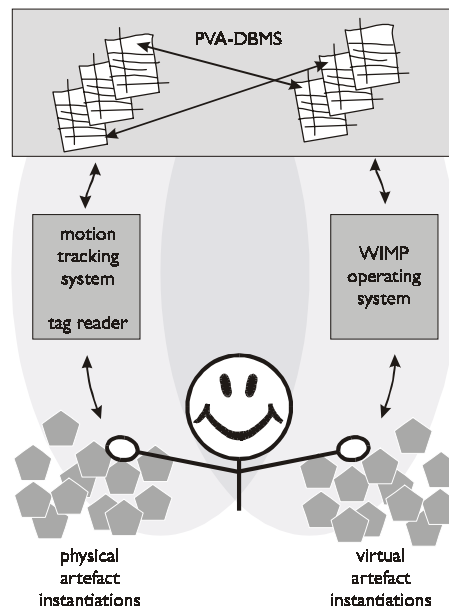 PVA-DBMS
motion
tracking
system
tag reader
WIMP
operating
system
physical
artefact
instantiations
virtual
artefact
instantiations